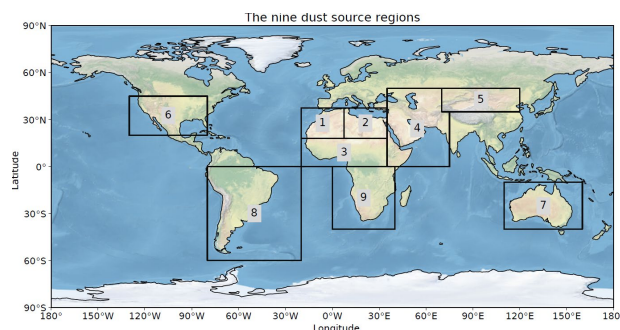 The nine dust source regions
90°N
60°N
30°N
0°
30°S
60°S
90°S
Latitude
1
2
3
4
5
6
7
8
9
180° 150°W 120°W 90°W 60°W 30°W 0° 30°E 60°E 90°E 120°E 150°E 180°
Longitude